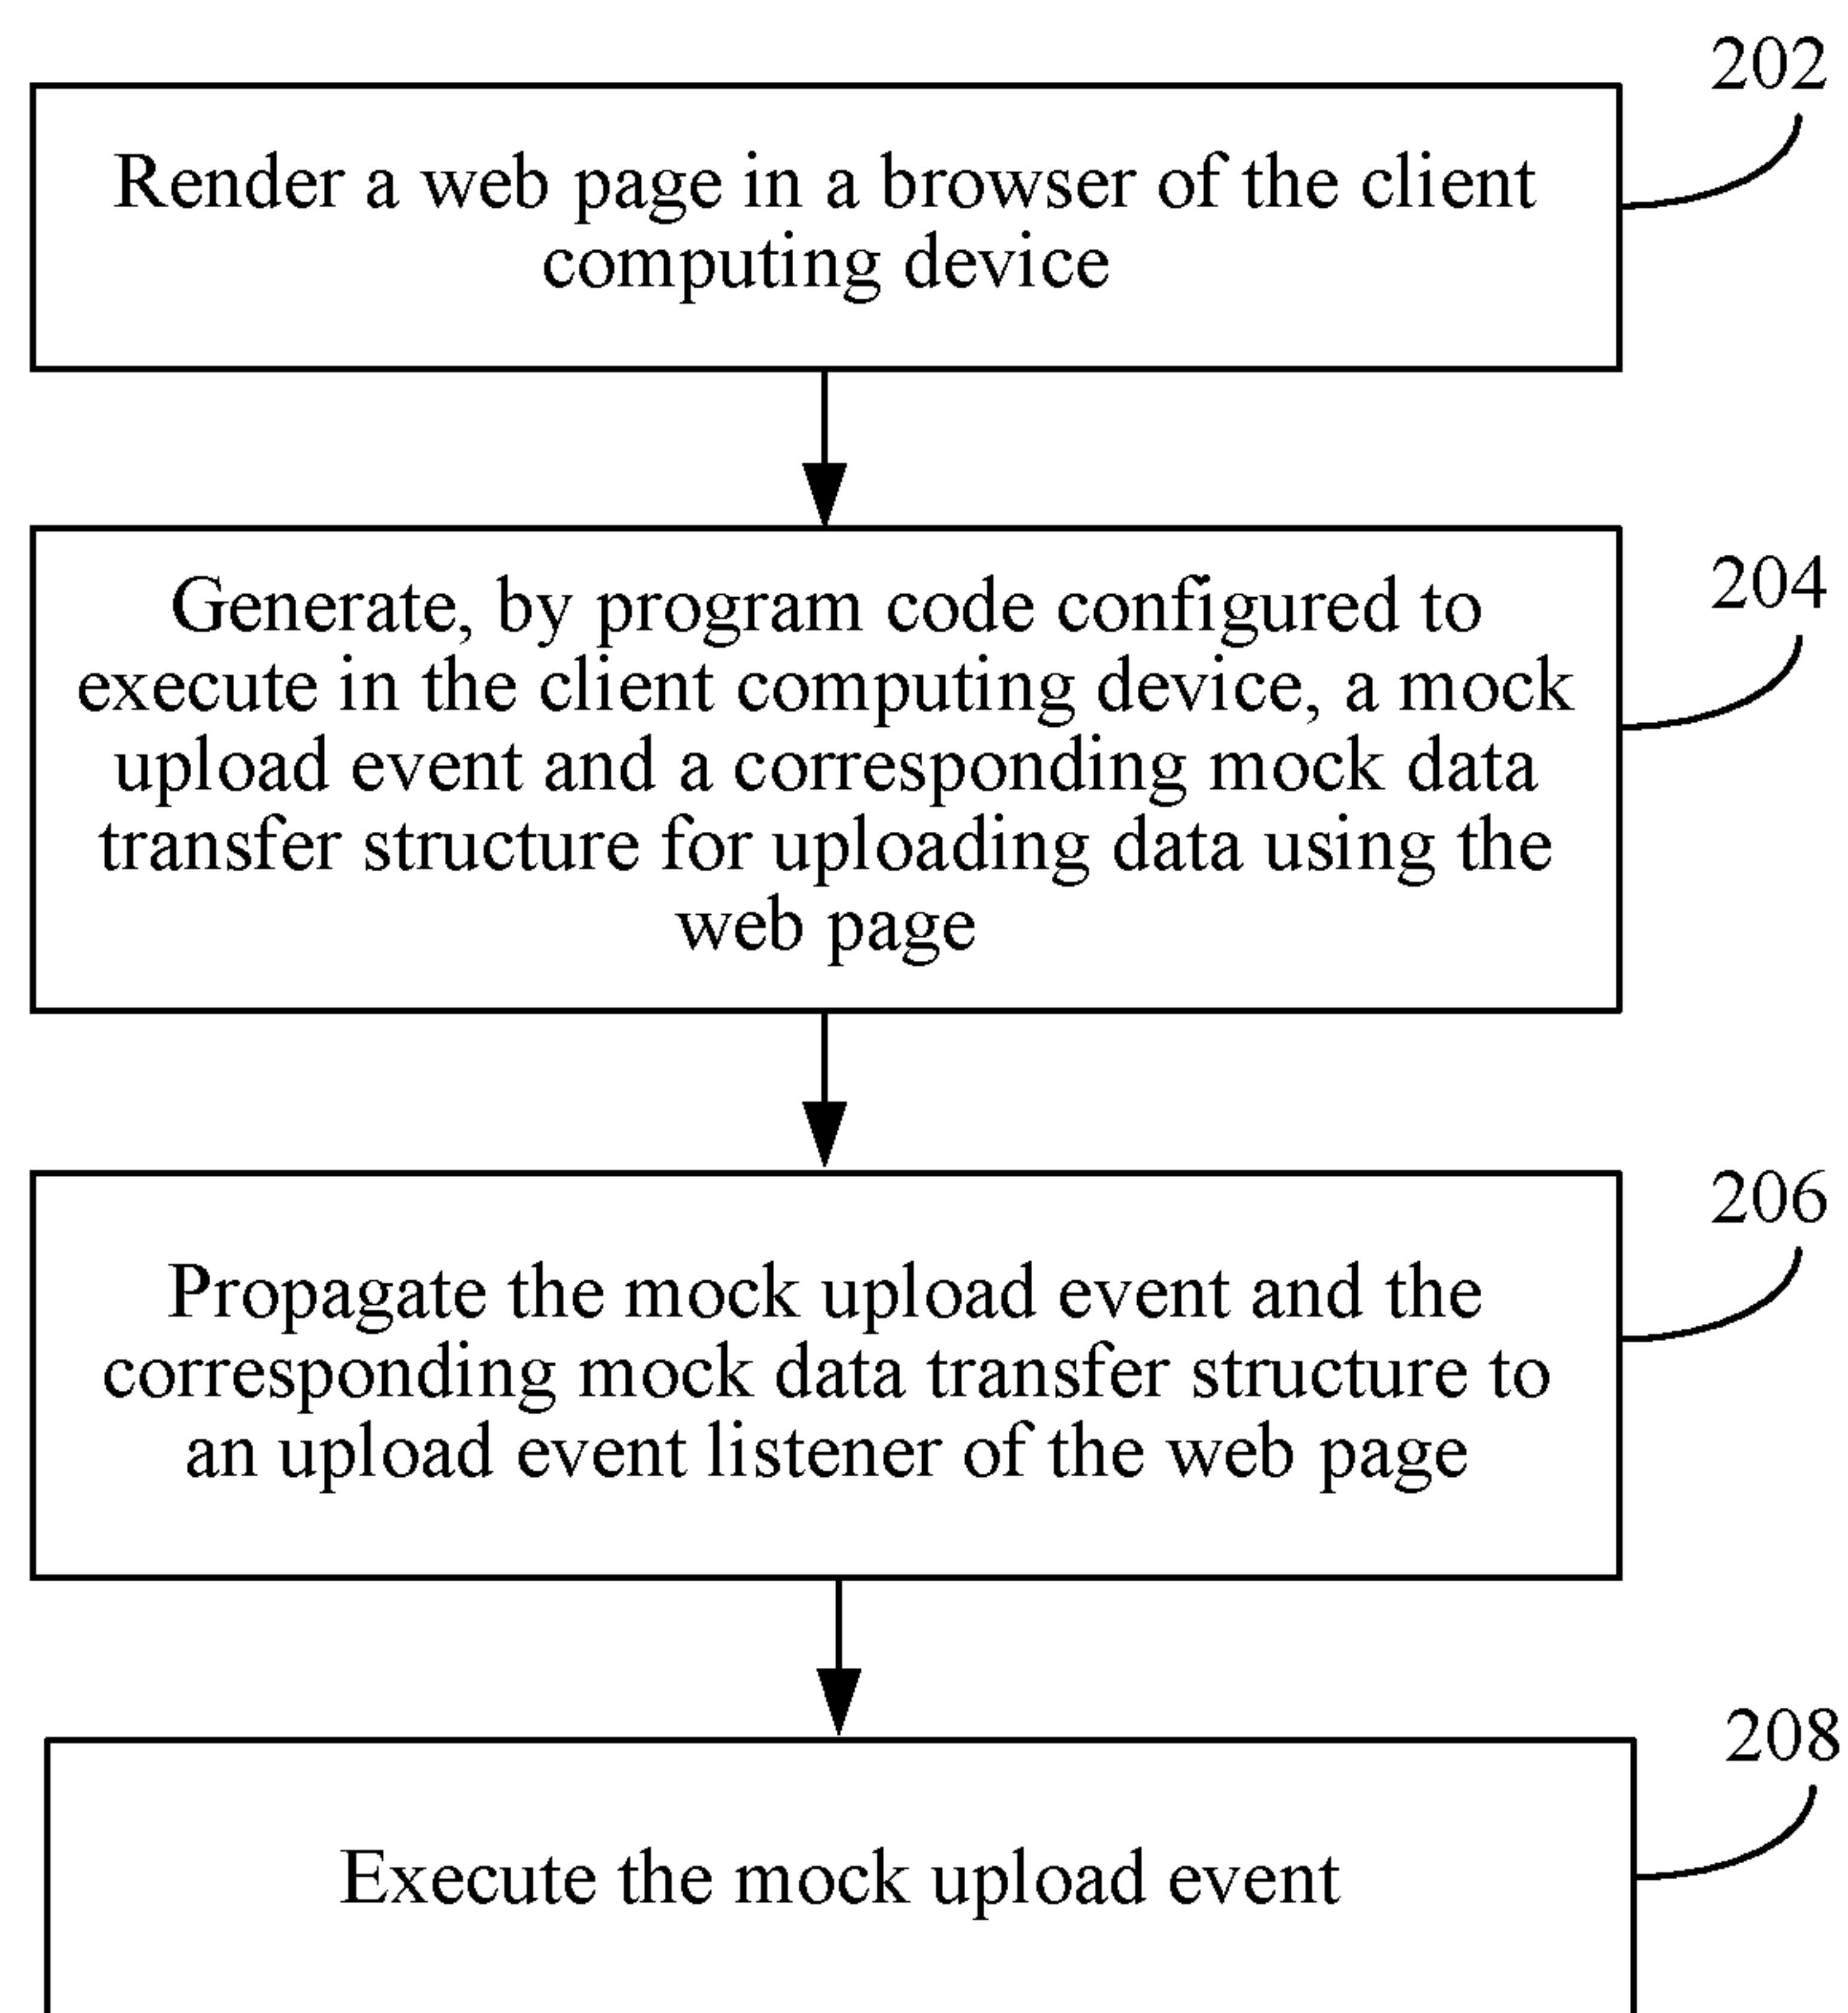 202
Render a web page in a browser of the client
computing device
204
Generate, by program code configured to
execute in the client computing device, a mock
upload event and a corresponding mock data
transfer structure for uploading data using the
web page
206
Propagate the mock upload event and the
corresponding mock data transfer structure to
an upload event listener of the web page
208
Execute the mock upload event